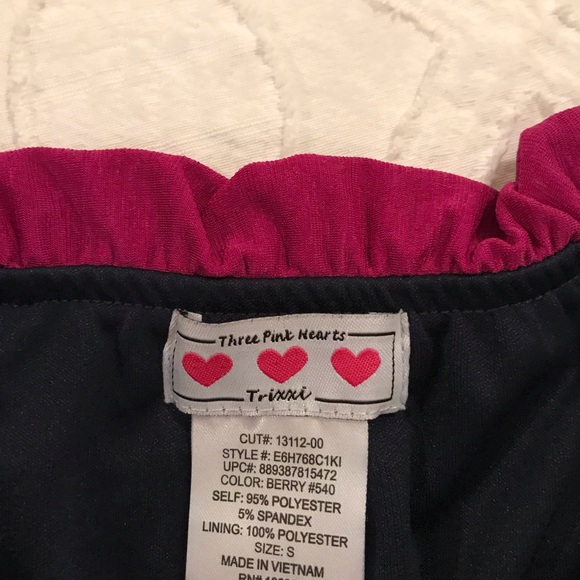 Three Pink Hearts
Trixxi
CUT#: 13112-00
STYLE #: E6H768C1KI
UPC#: 889387815472
COLOR: BERRY #540
SELF: 95% POLYESTER
5% SPANDEX
LINING: 100% POLYESTER
SIZE: S
MADE IN VIETNAM
RN#